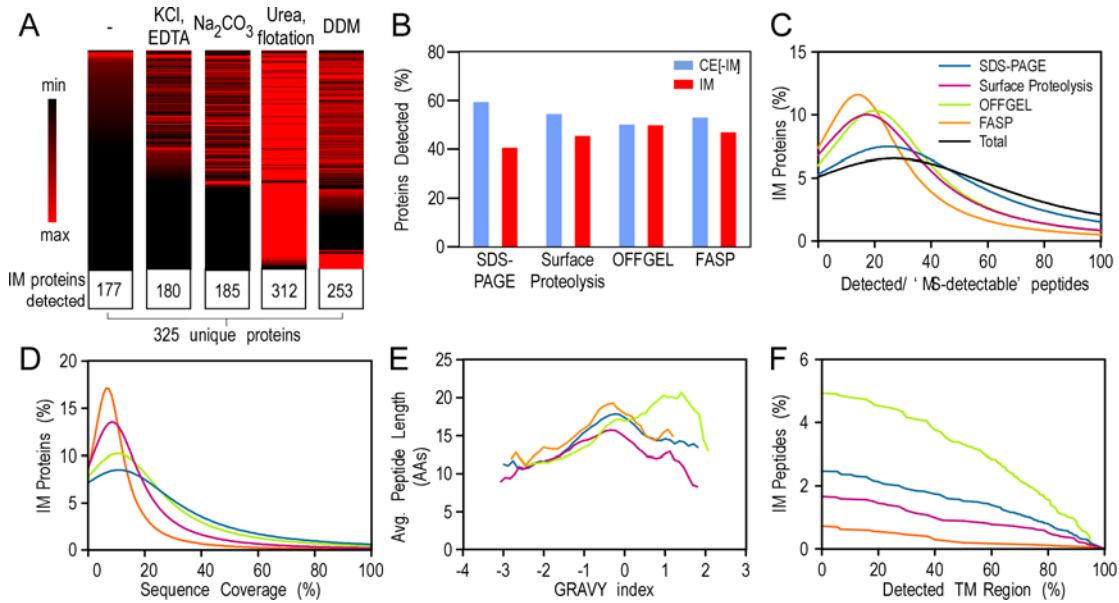 A
-
KCl, EDTA
Na2CO3
Urea, flotation
DDM
min
max
IM proteins detected
177
180
185
312
253
325 unique proteins
B
Proteins Detected (%)
80
60
40
20
0
CE[-IM]
IM
SDS-PAGE
Surface Proteolysis
OFFGEL
FASP
C
IM Proteins (%)
15
10
5
0
SDS-PAGE
Surface Proteolysis
OFFGEL
FASP
Total
0 20 40 60 80 100
Detected/ ' MS-detectable' peptides
D
IM Proteins (%)
20
15
10
5
0
0 20 40 60 80 100
Sequence Coverage (%)
E
Avg. Peptide Length (AAs)
25
20
15
10
5
0
-4 -3 -2 -1 0 1 2 3
GRAVY index
F
IM Peptides (%)
6
4
2
0
0 20 40 60 80 100
Detected TM Region (%)